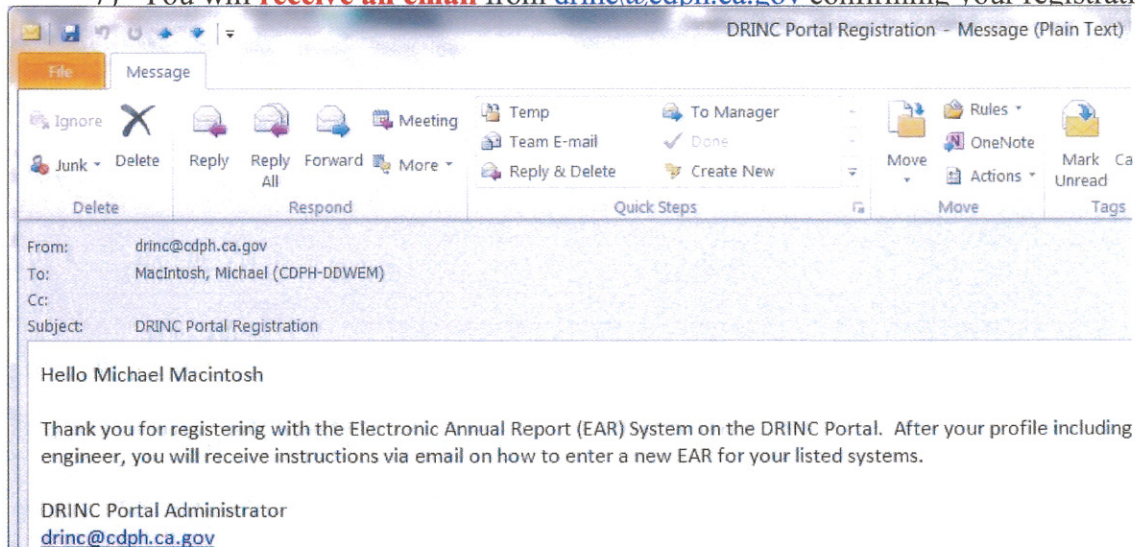 7) You will receive an email from drinc@cdph.ca.gov confirming your registrati
DRINC Portal Registration - Message (Plain Text)
File Message
Ignore
Junk
Delete
Reply
Reply All
Forward
Meeting
More
Temp
Team E-mail
Reply & Delete
To Manager
Done
Create New
Move
Rules
OneNote
Actions
Mark Unread
Ca
Delete Respond Quick Steps Move Tags
From: drinc@cdph.ca.gov
To: MacIntosh, Michael (CDPH-DDWEM)
Cc:
Subject: DRINC Portal Registration
Hello Michael Macintosh
Thank you for registering with the Electronic Annual Report (EAR) System on the DRINC Portal. After your profile including
engineer, you will receive instructions via email on how to enter a new EAR for your listed systems.
DRINC Portal Administrator
drinc@cdph.ca.gov